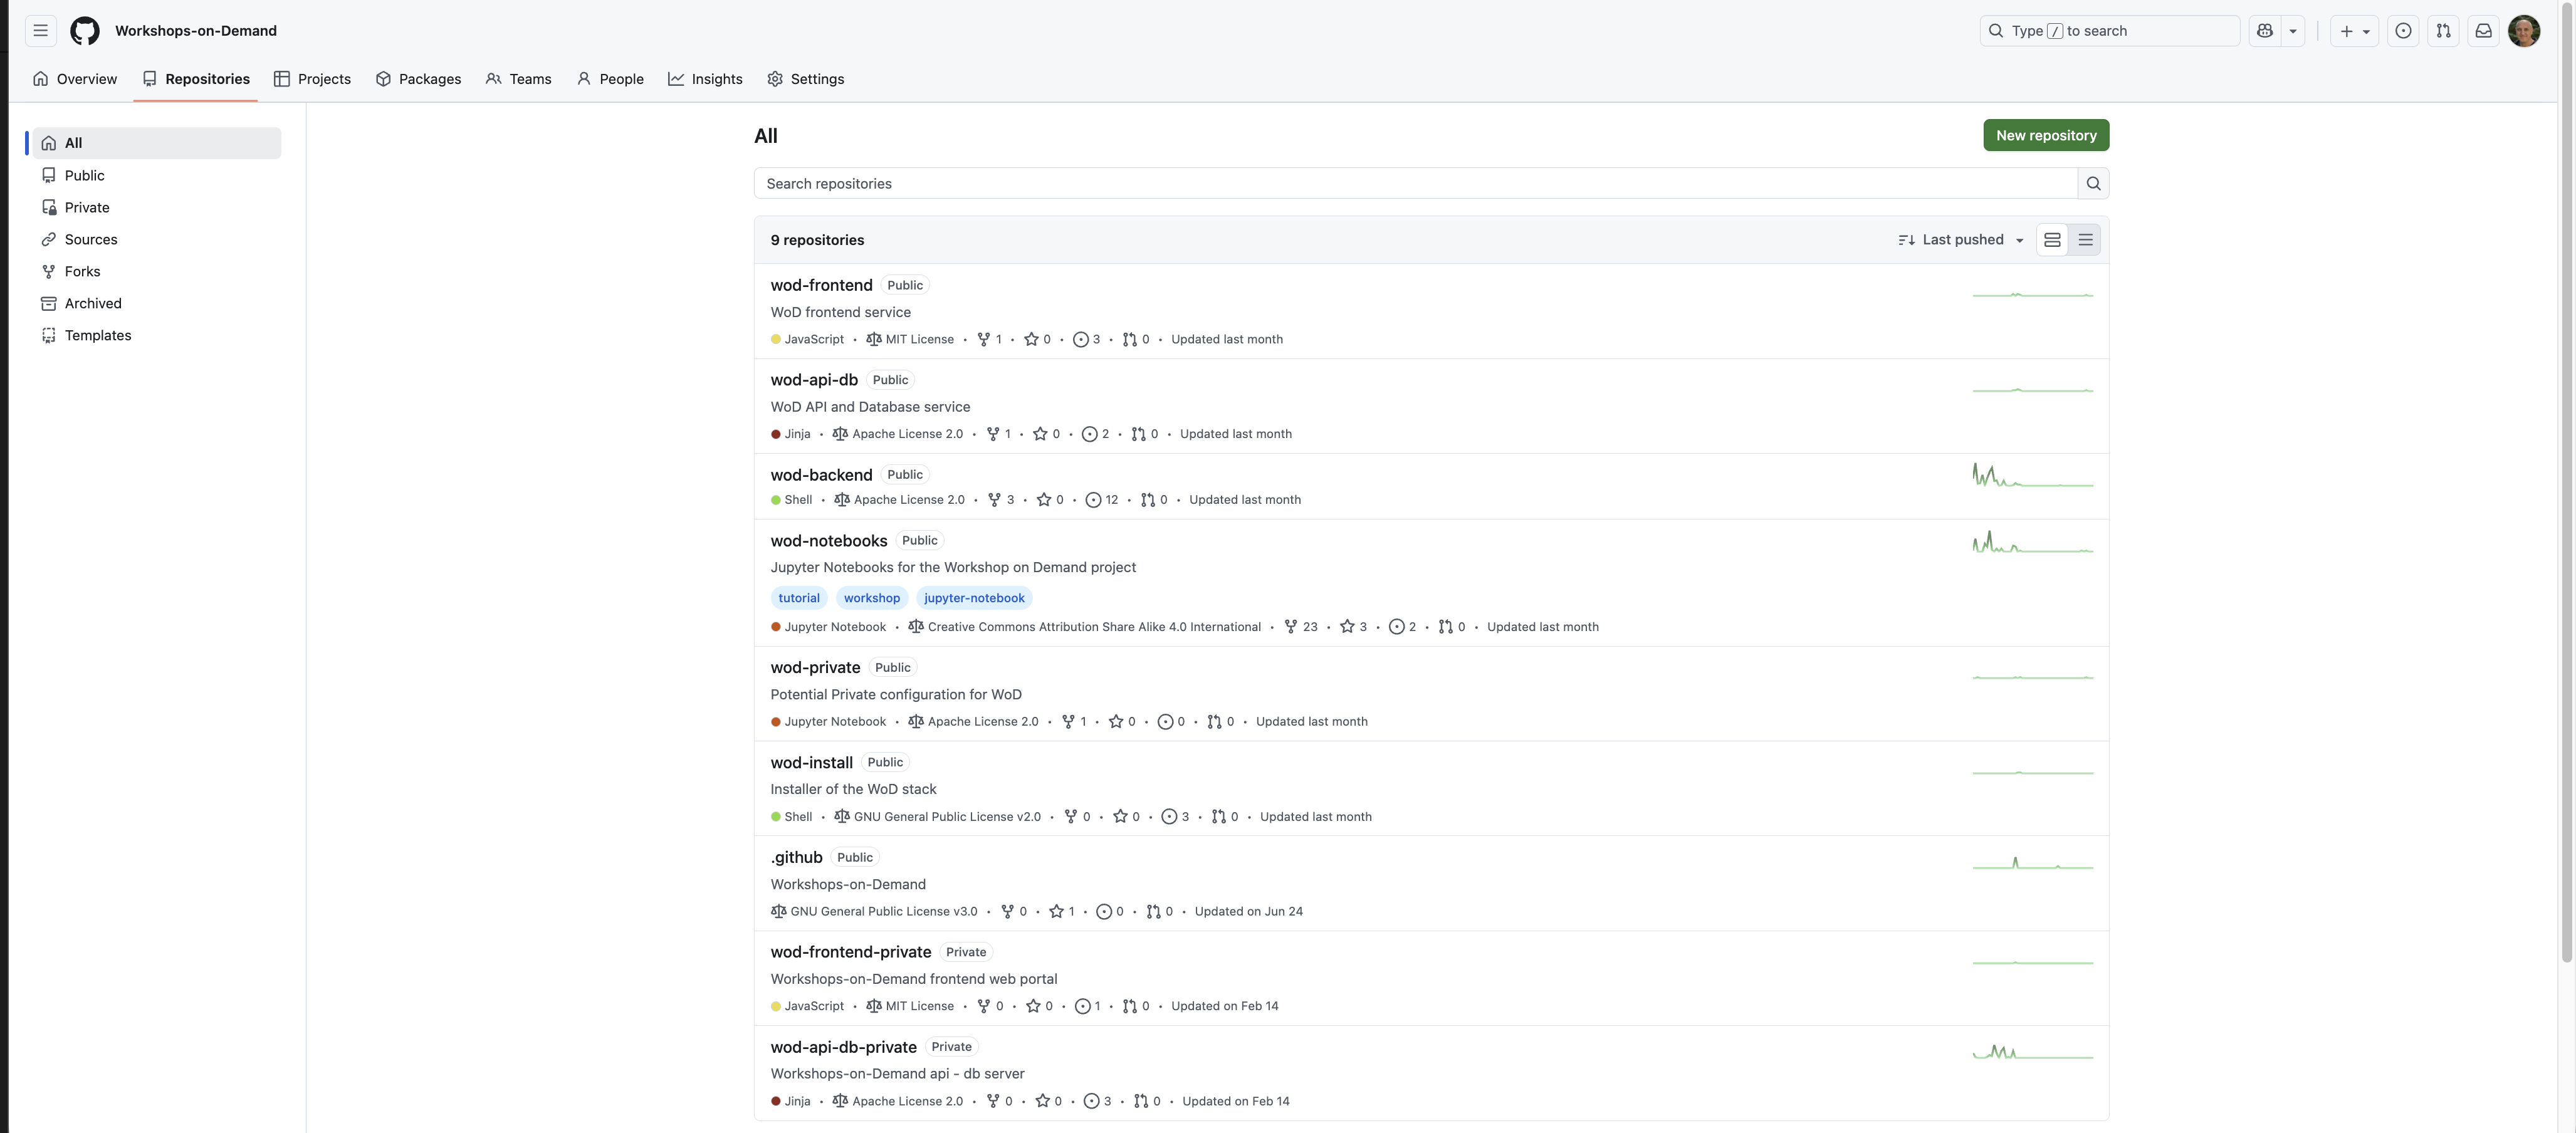 Workshops-on-Demand
Type / to search
Overview Repositories Projects Packages Teams People Insights Settings
All
Public
Private
Sources
Forks
Archived
Templates
All
New repository
Search repositories
9 repositories
Last pushed
wod-frontend Public
WoD frontend service
JavaScript • MIT License • 1 • 0 • 3 • 0 • Updated last month
wod-api-db Public
WoD API and Database service
Jinja • Apache License 2.0 • 1 • 0 • 2 • 0 • Updated last month
wod-backend Public
Shell • Apache License 2.0 • 3 • 0 • 12 • 0 • Updated last month
wod-notebooks Public
Jupyter Notebooks for the Workshop on Demand project
tutorial workshop jupyter-notebook
Jupyter Notebook • Creative Commons Attribution Share Alike 4.0 International • 23 • 3 • 2 • 0 • Updated last month
wod-private Public
Potential Private configuration for WoD
Jupyter Notebook • Apache License 2.0 • 1 • 0 • 0 • 0 • Updated last month
wod-install Public
Installer of the WoD stack
Shell • GNU General Public License v2.0 • 0 • 0 • 3 • 0 • Updated last month
.github Public
Workshops-on-Demand
GNU General Public License v3.0 • 0 • 1 • 0 • 0 • Updated on Jun 24
wod-frontend-private Private
Workshops-on-Demand frontend web portal
JavaScript • MIT License • 0 • 0 • 1 • 0 • Updated on Feb 14
wod-api-db-private Private
Workshops-on-Demand api - db server
Jinja • Apache License 2.0 • 0 • 0 • 3 • 0 • Updated on Feb 14